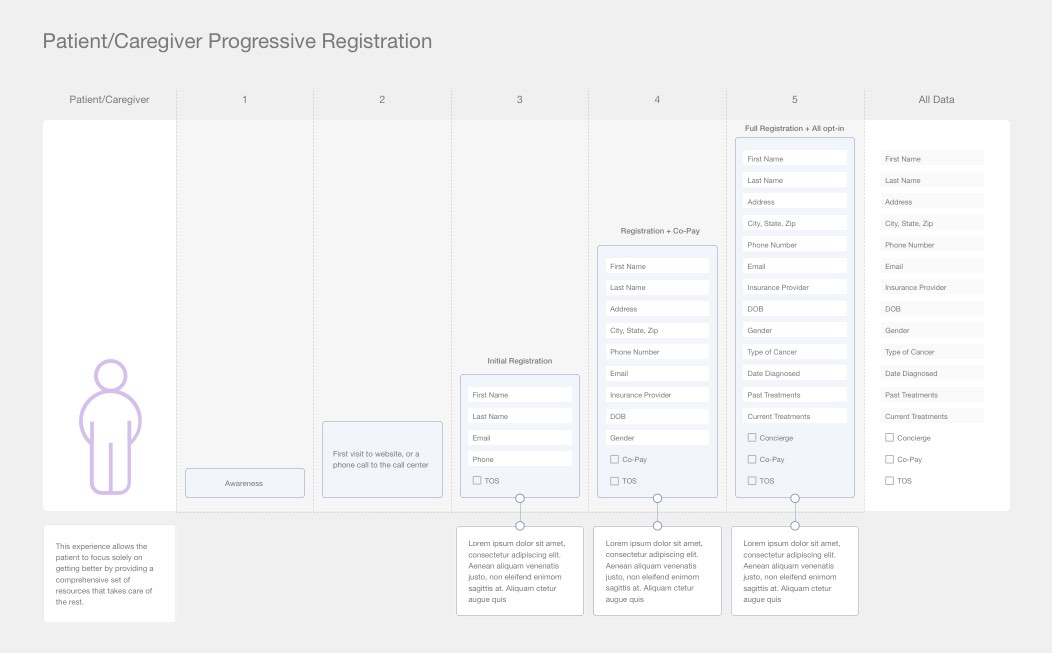 Patient/Caregiver Progressive Registration
Patient/Caregiver
1
2
3
4
5
All Data
This experience allows the
patient to focus solely on
getting better by providing a
comprehensive set of
resources that takes care of
the rest.
Awareness
First visit to website, or a
phone call to the call center
Initial Registration
First Name
Last Name
Email
Phone
TOS
Lorem ipsum dolor sit amet,
consectetur adipiscing elit.
Aenean aliquam venenatis
justo, non eleifend enimom
sagittis at. Aliquam ctetur
augue quis
Registration + Co-Pay
First Name
Last Name
Address
City, State, Zip
Phone Number
Email
Insurance Provider
DOB
Gender
Co-Pay
TOS
Lorem ipsum dolor sit amet,
consectetur adipiscing elit.
Aenean aliquam venenatis
justo, non eleifend enimom
sagittis at. Aliquam ctetur
augue quis
Full Registration + All opt-in
First Name
Last Name
Address
City, State, Zip
Phone Number
Email
Insurance Provider
DOB
Gender
Type of Cancer
Date Diagnosed
Past Treatments
Current Treatments
Concierge
Co-Pay
TOS
Lorem ipsum dolor sit amet,
consectetur adipiscing elit.
Aenean aliquam venenatis
justo, non eleifend enimom
sagittis at. Aliquam ctetur
augue quis
First Name
Last Name
Address
City, State, Zip
Phone Number
Email
Insurance Provider
DOB
Gender
Type of Cancer
Date Diagnosed
Past Treatments
Current Treatments
Concierge
Co-Pay
TOS